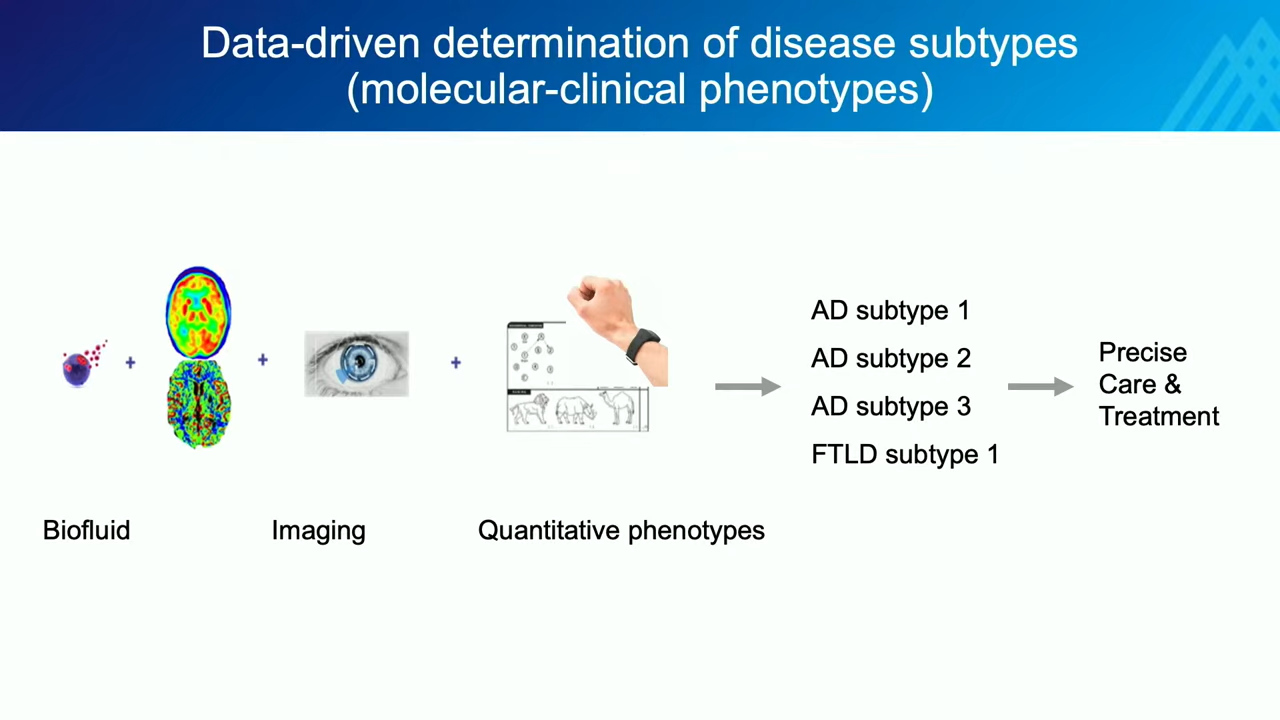 Data-driven determination of disease subtypes
(molecular-clinical phenotypes)
AD subtype 1
AD subtype 2
AD subtype 3
FTLD subtype 1
Precise
Care &
Treatment
Biofluid
Imaging
Quantitative phenotypes